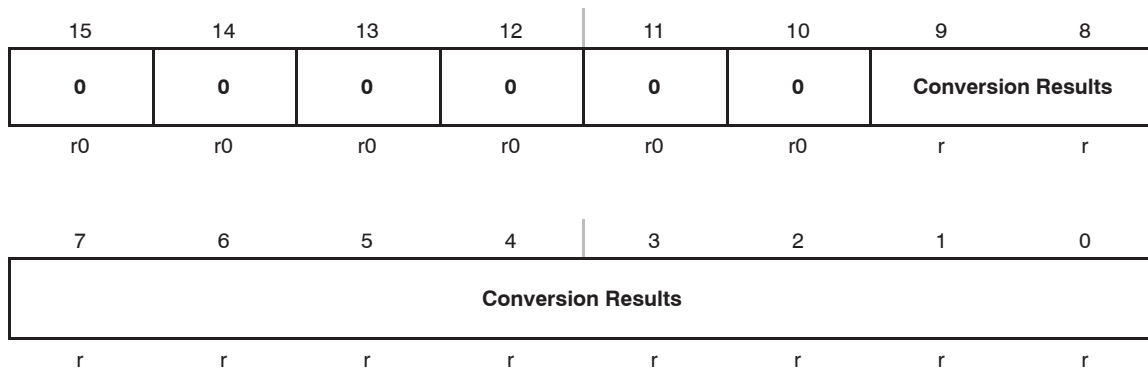 15 14 13 12 11 10 9 8
0 0 0 0 0 0 Conversion Results
r0 r0 r0 r0 r0 r0 r r
7 6 5 4 3 2 1 0
Conversion Results
r r r r r r r r